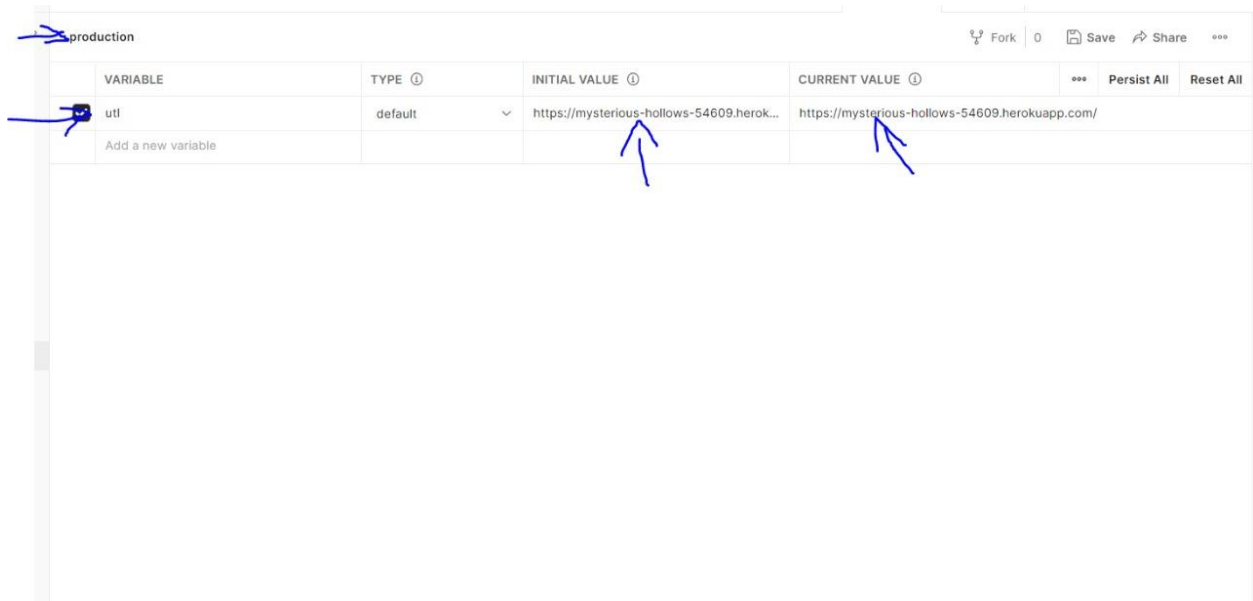 production Fork 0 Save Share
VARIABLE TYPE INITIAL VALUE CURRENT VALUE Persist All Reset All
utl default https://mysterious-hollows-54609.herok... https://mysterious-hollows-54609.herokuapp.com/
Add a new variable